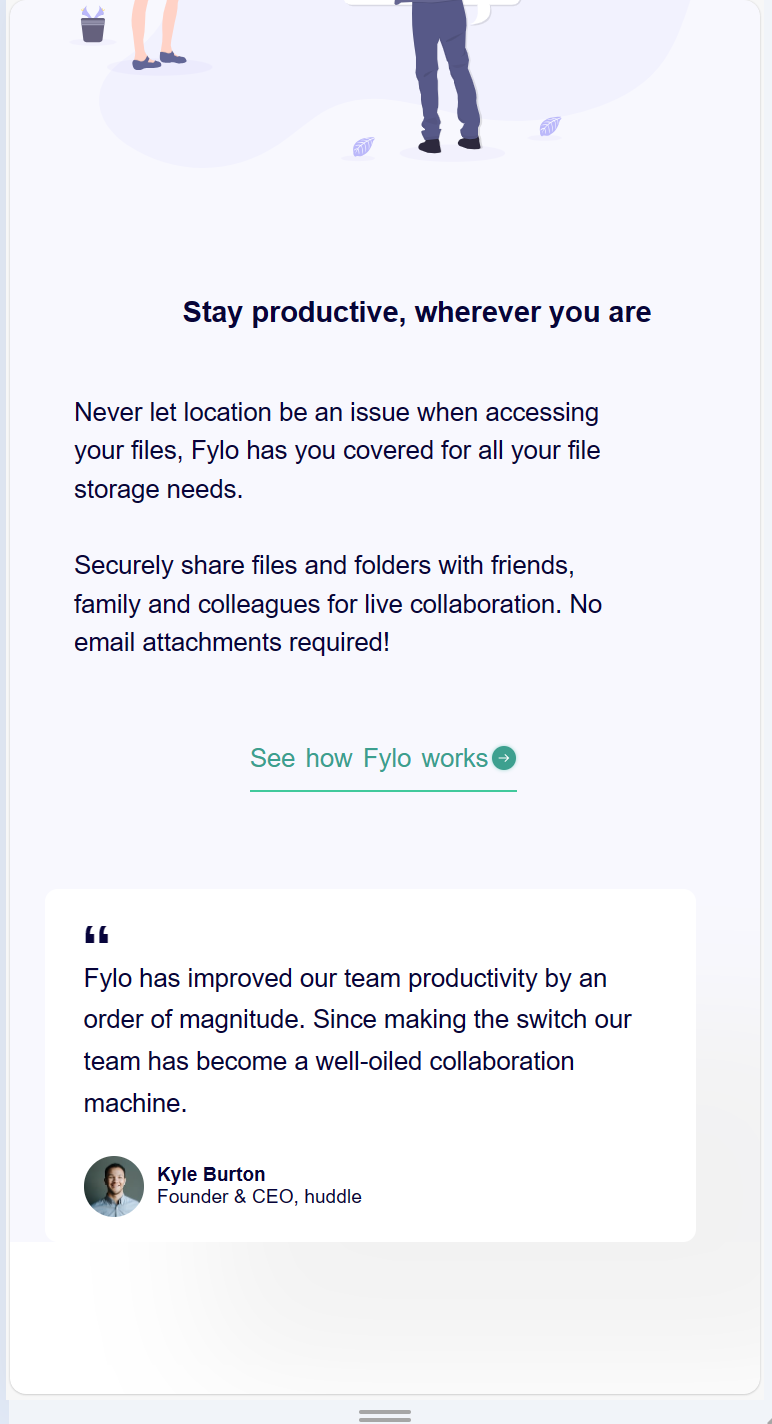 Stay productive, wherever you are
Never let location be an issue when accessing
your files, Fylo has you covered for all your file
storage needs.
Securely share files and folders with friends,
family and colleagues for live collaboration. No
email attachments required!
See how Fylo works
“
Fylo has improved our team productivity by an
order of magnitude. Since making the switch our
team has become a well-oiled collaboration
machine.
Kyle Burton
Founder & CEO, huddle